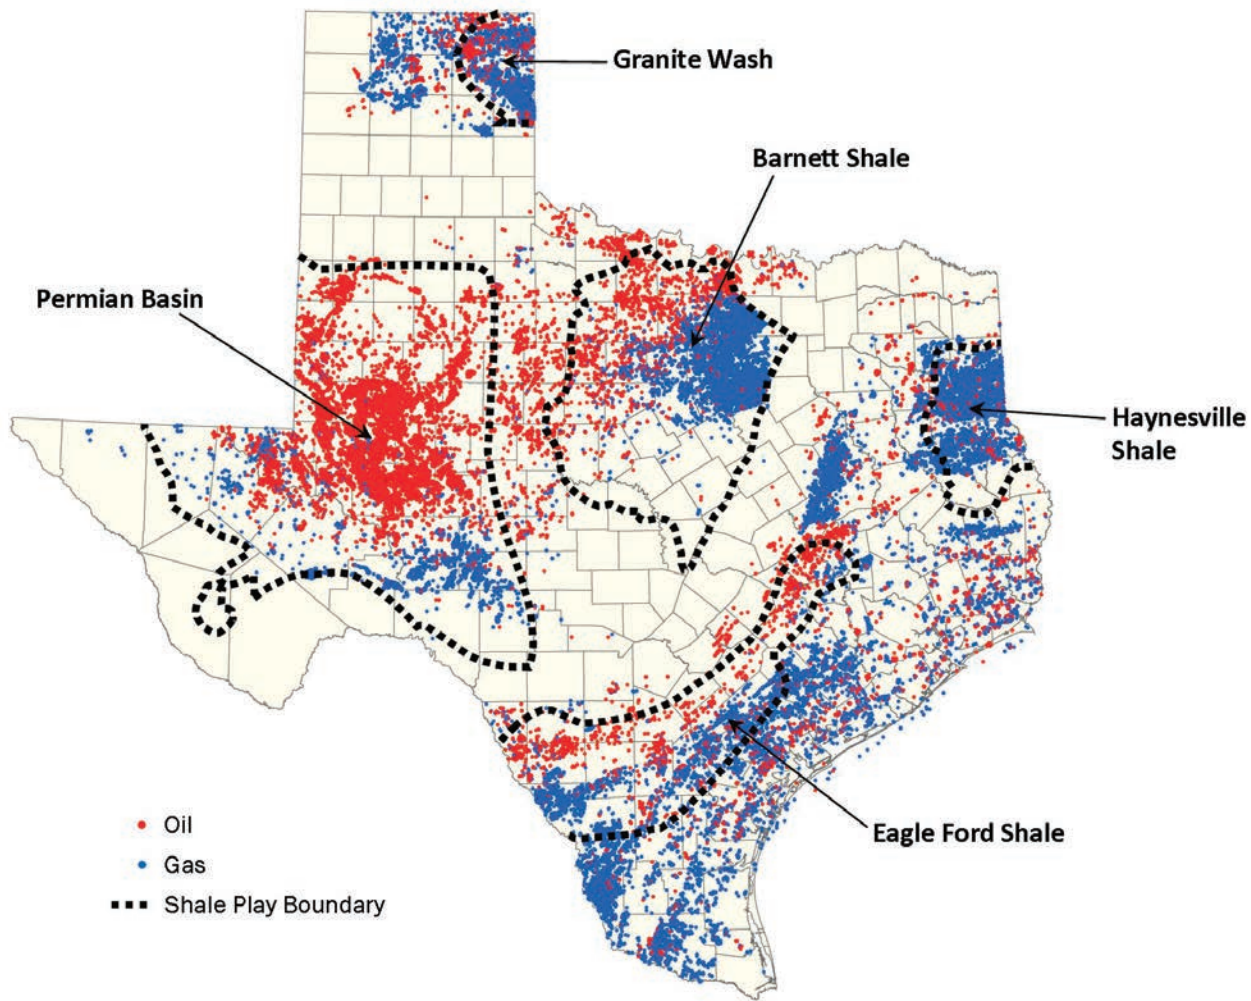 Granite Wash
Barnett Shale
Permian Basin
Haynesville
Shale
Eagle Ford Shale
Oil
Gas
Shale Play Boundary